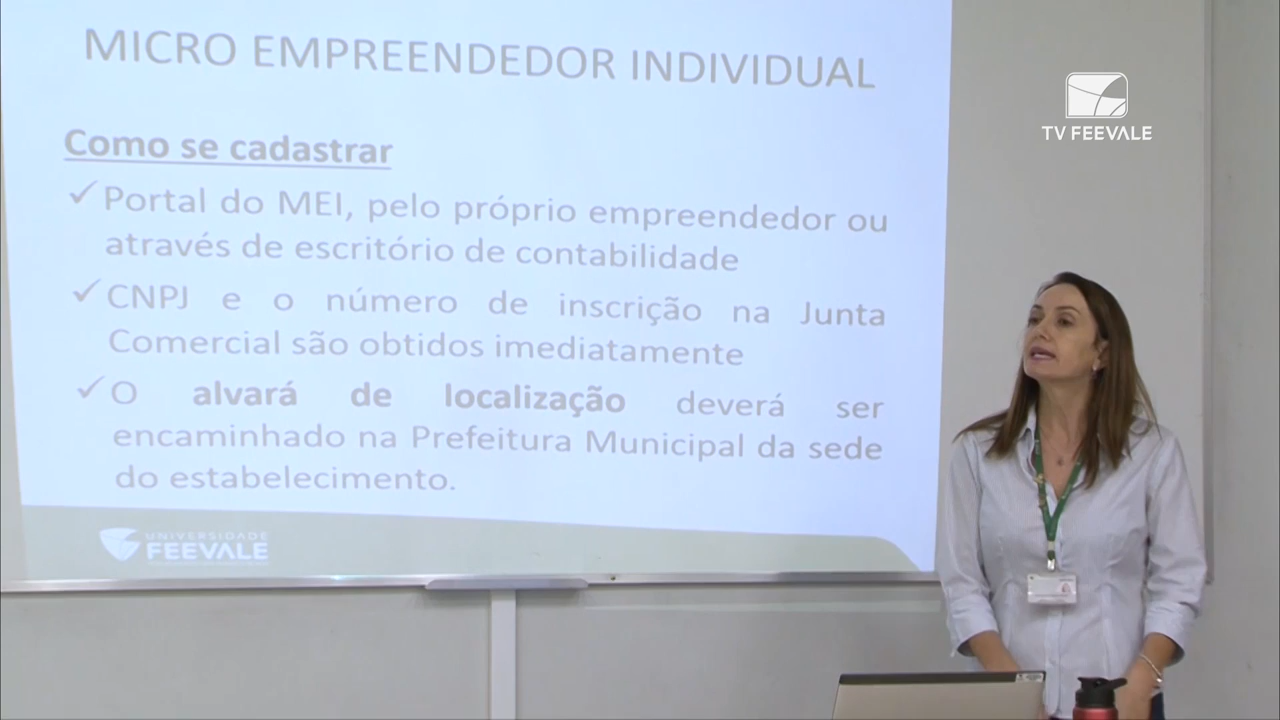 MICRO EMPREENDEDOR INDIVIDUAL
TV FEEVALE
Como se cadastrar
✓ Portal do MEI, pelo próprio empreendedor ou
através de escritório de contabilidade
✓ CNPJ e o número de inscrição na Junta
Comercial são obtidos imediatamente
✓ O alvará de localização deverá ser
encaminhado na Prefeitura Municipal da sede
do estabelecimento.
UNIVERSIDADE
FEEVALE